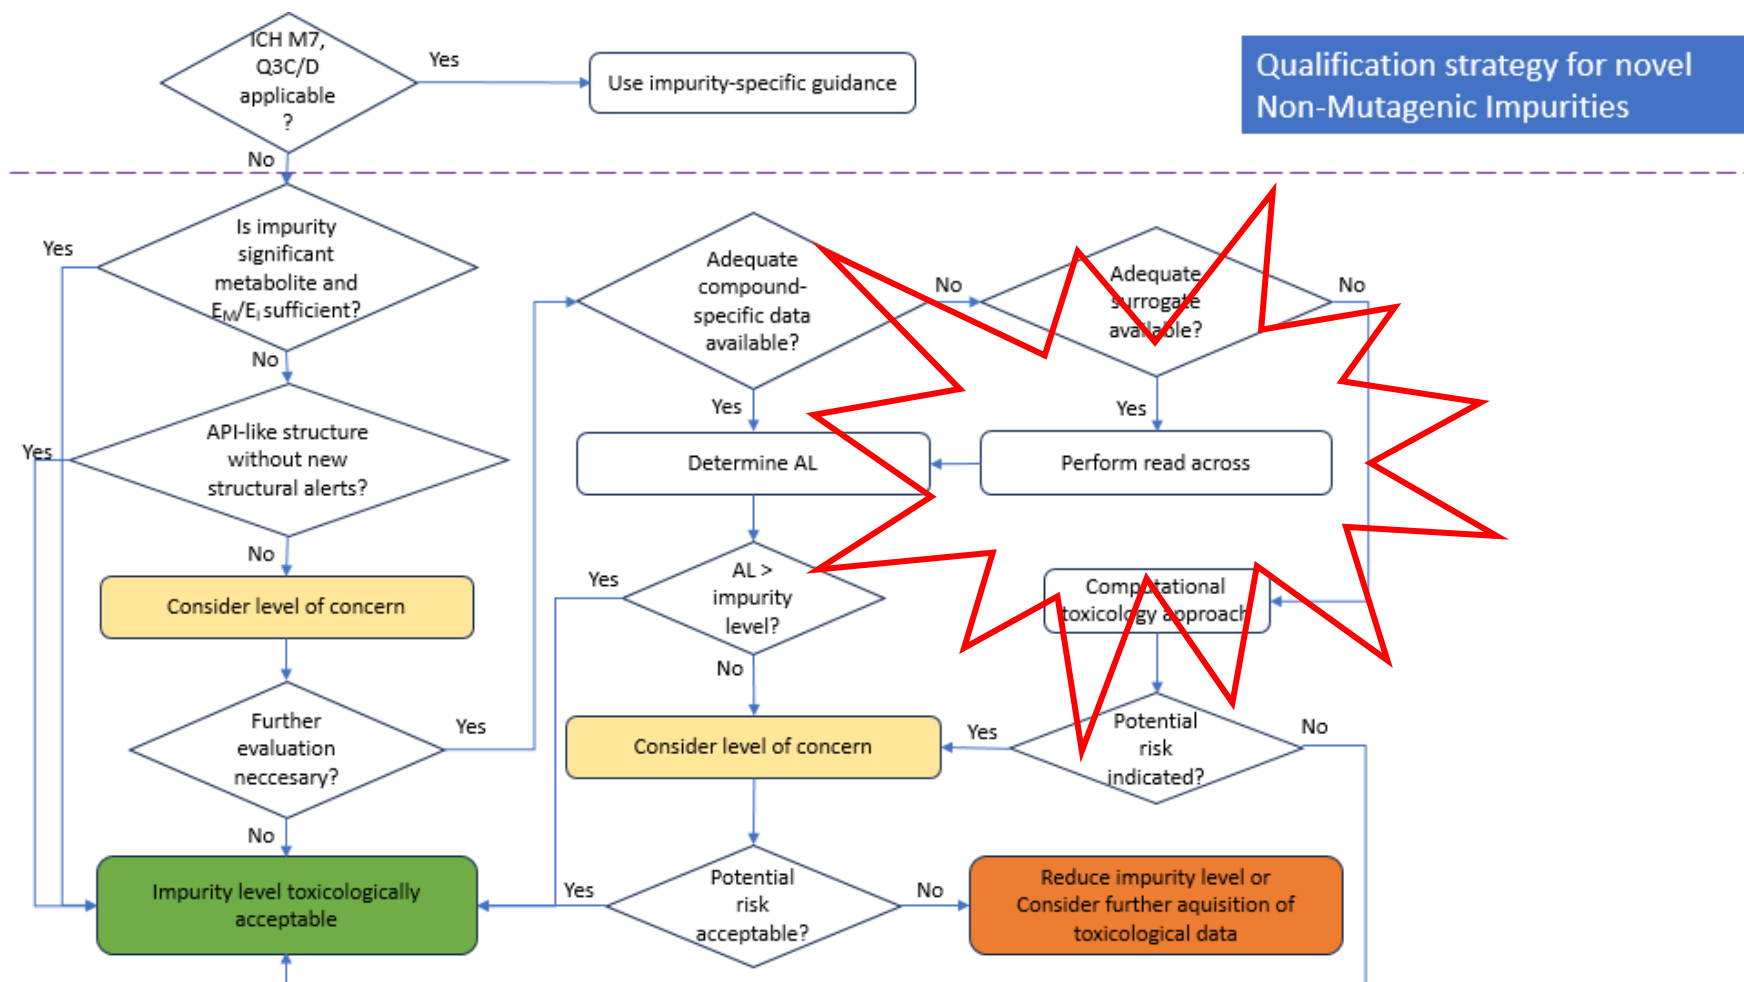 ICH M7,
Q3C/D
applicable
?
Yes
Use impurity-specific guidance
Qualification strategy for novel
Non-Mutagenic Impurities
No
Is impurity
significant
metabolite and
EM/EI sufficient?
Yes
No
API-like structure
without new
structural alerts?
Yes
No
Consider level of concern
Further
evaluation
neccesary?
Yes
No
Impurity level toxicologically
acceptable
Adequate
compound-
specific data
available?
No
Yes
Adequate
surrogate
available?
No
Yes
Determine AL
Perform read across
AL >
impurity
level?
Yes
No
Computational
toxicology approach
Consider level of concern
Yes
Potential
risk
indicated?
No
Potential
risk
acceptable?
Yes
No
Reduce impurity level or
Consider further aquisition of
toxicological data